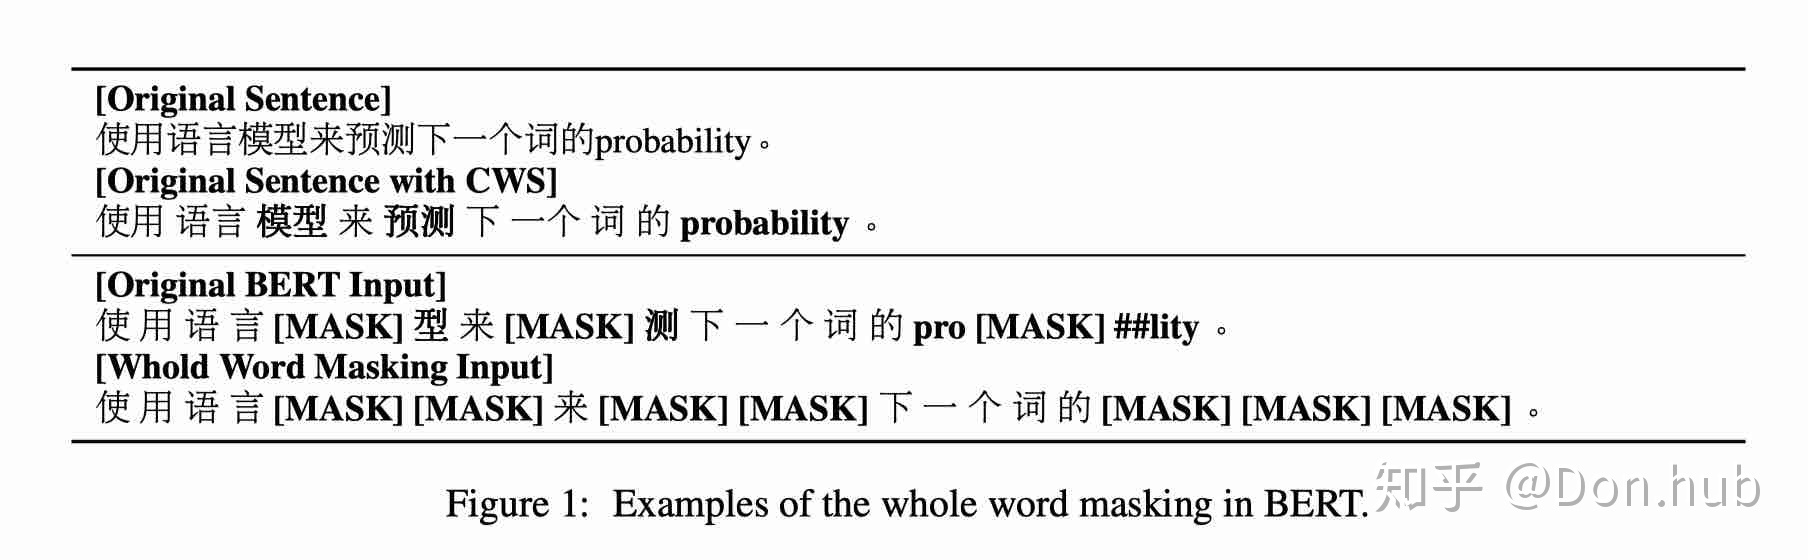 [Original Sentence]
使用语言模型来预测下一个词的probability。
[Original Sentence with CWS]
使用 语言 模型 来 预测 下 一个 词 的 probability 。
[Original BERT Input]
使 用 语 言 [MASK] 型 来 [MASK] 测 下 一 个 词 的 pro [MASK] ##lity 。
[Whold Word Masking Input]
使 用 语 言 [MASK] [MASK] 来 [MASK] [MASK] 下 一 个 词 的 [MASK] [MASK] [MASK] 。
Figure 1: Examples of the whole word masking in BERT.
知乎 @Don.hub